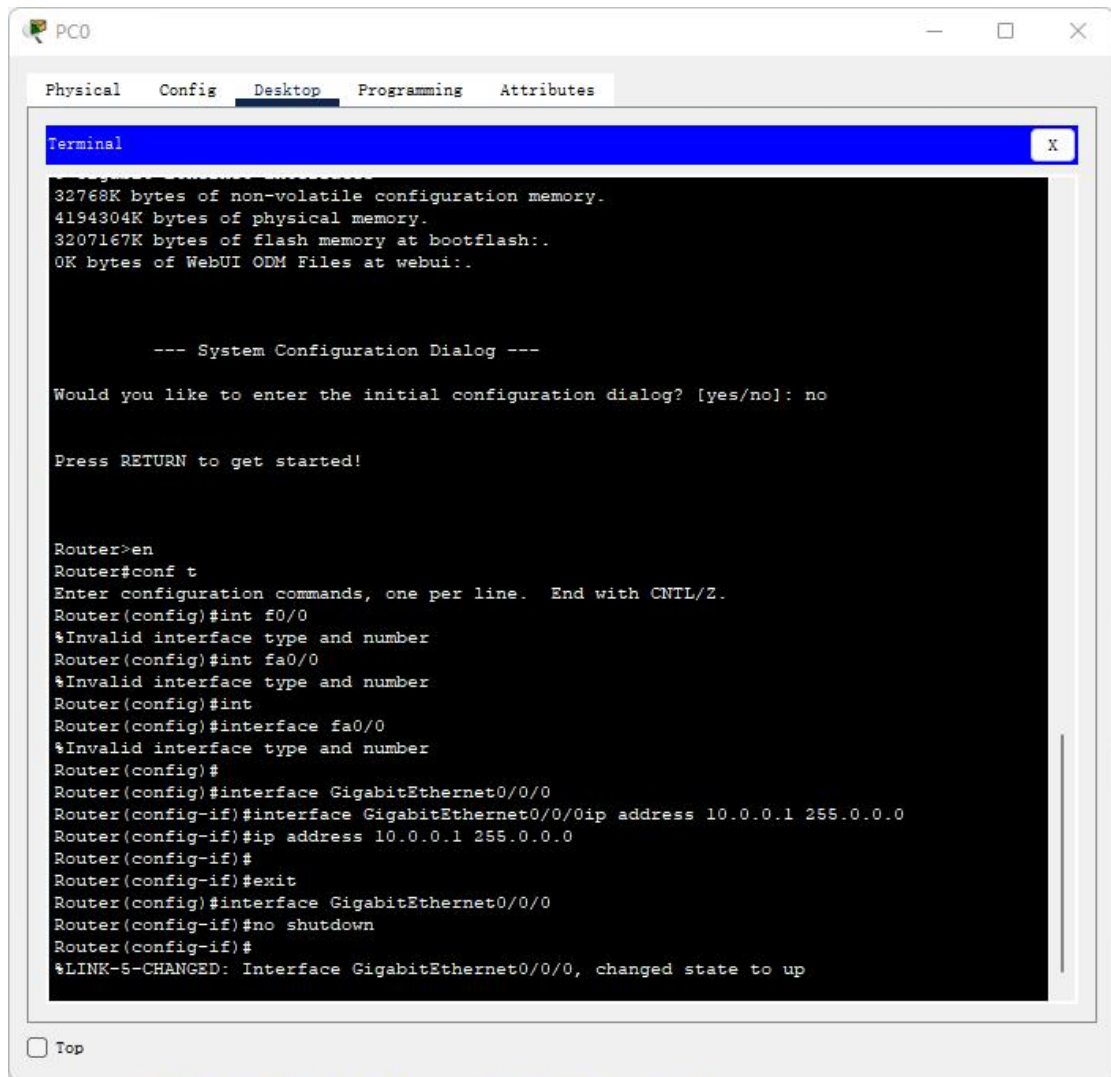 PC0
Physical Config Desktop Programming Attributes
Terminal
X
32768K bytes of non-volatile configuration memory.
4194304K bytes of physical memory.
3207167K bytes of flash memory at bootflash:.
0K bytes of WebUI ODM Files at webui:.
--- System Configuration Dialog ---
Would you like to enter the initial configuration dialog? [yes/no]: no
Press RETURN to get started!
Router>en
Router#conf t
Enter configuration commands, one per line.  End with CNTL/Z.
Router(config)#int f0/0
%Invalid interface type and number
Router(config)#int fa0/0
%Invalid interface type and number
Router(config)#int
Router(config)#interface fa0/0
%Invalid interface type and number
Router(config)#
Router(config)#interface GigabitEthernet0/0/0
Router(config-if)#interface GigabitEthernet0/0/0ip address 10.0.0.1 255.0.0.0
Router(config-if)#ip address 10.0.0.1 255.0.0.0
Router(config-if)#
Router(config-if)#exit
Router(config)#interface GigabitEthernet0/0/0
Router(config-if)#no shutdown
Router(config-if)#
%LINK-5-CHANGED: Interface GigabitEthernet0/0/0, changed state to up
Top